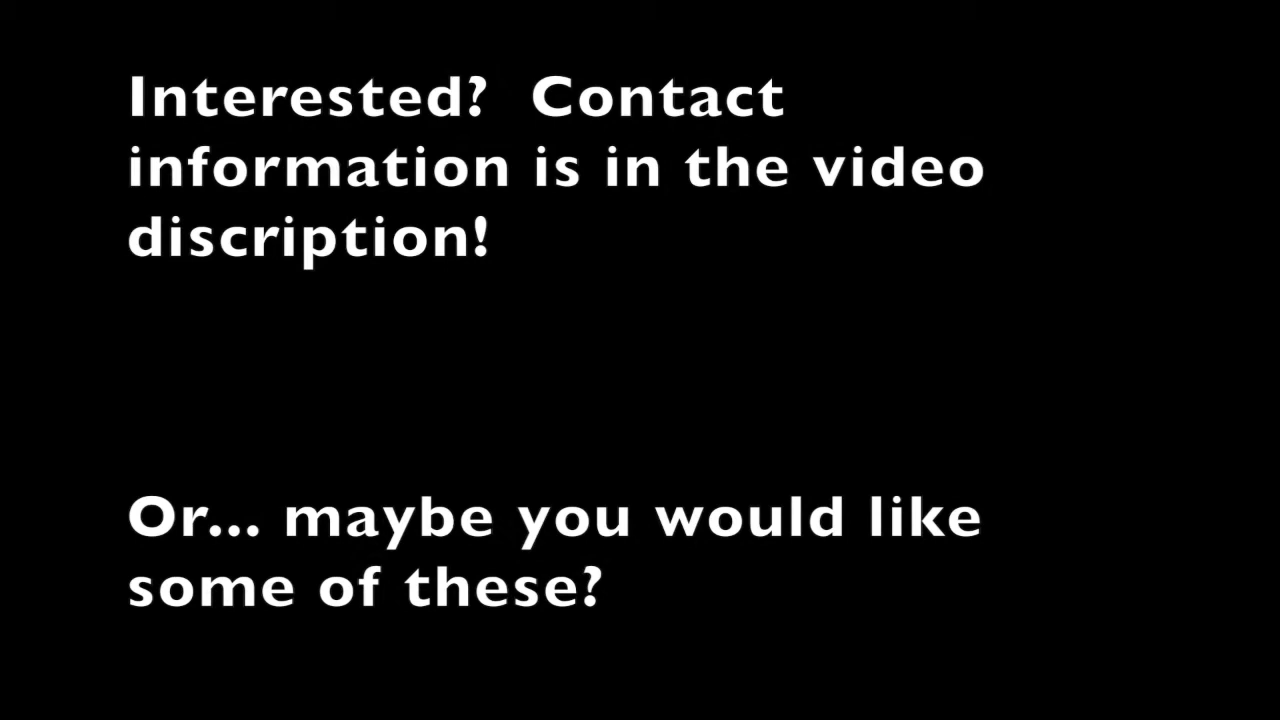 Interested?  Contact
information is in the video
discription!
Or... maybe you would like
some of these?